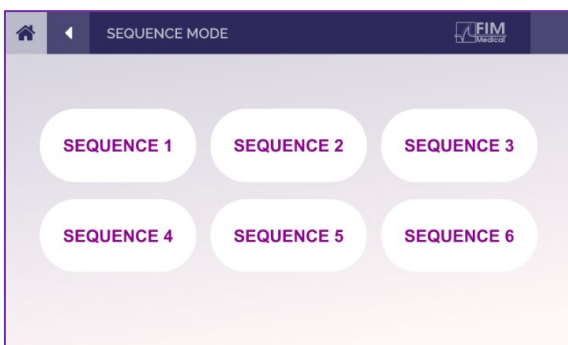 SEQUENCE MODE
FIM
Medical
SEQUENCE 1 SEQUENCE 2 SEQUENCE 3
SEQUENCE 4 SEQUENCE 5 SEQUENCE 6